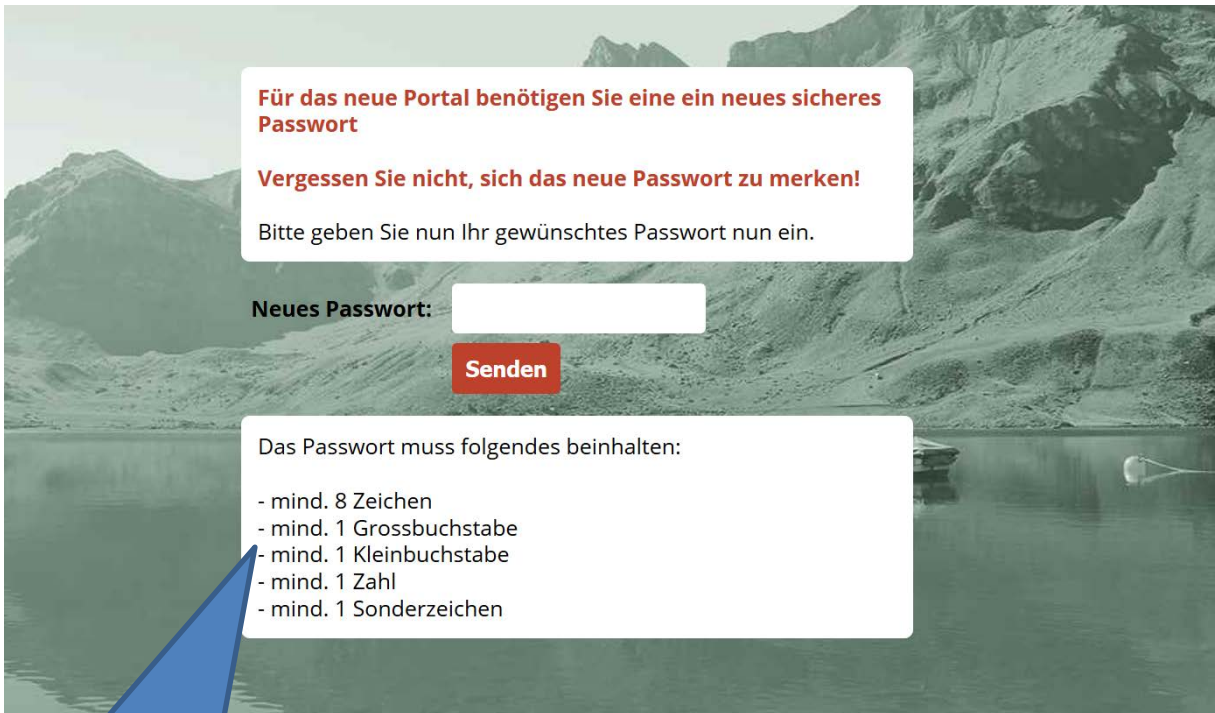 Für das neue Portal benötigen Sie eine ein neues sicheres
Passwort
Vergessen Sie nicht, sich das neue Passwort zu merken!
Bitte geben Sie nun Ihr gewünschtes Passwort nun ein.
Neues Passwort:
Senden
Das Passwort muss folgendes beinhalten:
- mind. 8 Zeichen
- mind. 1 Grossbuchstabe
- mind. 1 Kleinbuchstabe
- mind. 1 Zahl
- mind. 1 Sonderzeichen